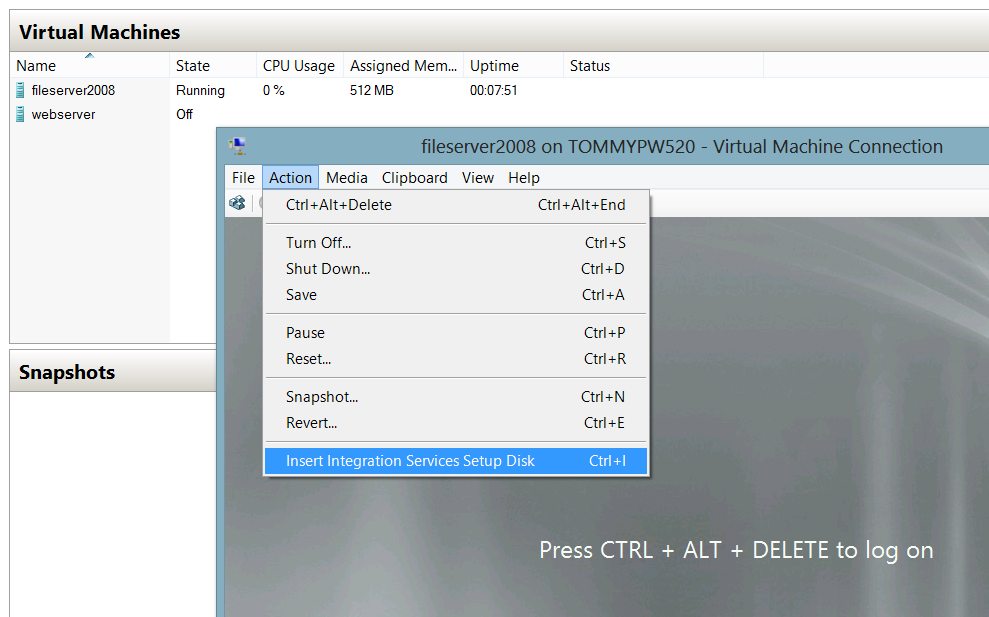 Virtual Machines
Name State CPU Usage Assigned Mem... Uptime Status
fileserver2008 Running 0 % 512 MB 00:07:51
webserver Off
fileserver2008 on TOMMYPW520 - Virtual Machine Connection
File Action Media Clipboard View Help
Ctrl+Alt+Delete Ctrl+Alt+End
Turn Off... Ctrl+S
Shut Down... Ctrl+D
Save Ctrl+A
Pause Ctrl+P
Reset... Ctrl+R
Snapshots
Snapshot... Ctrl+N
Revert... Ctrl+E
Insert Integration Services Setup Disk Ctrl+I
Press CTRL + ALT + DELETE to log on